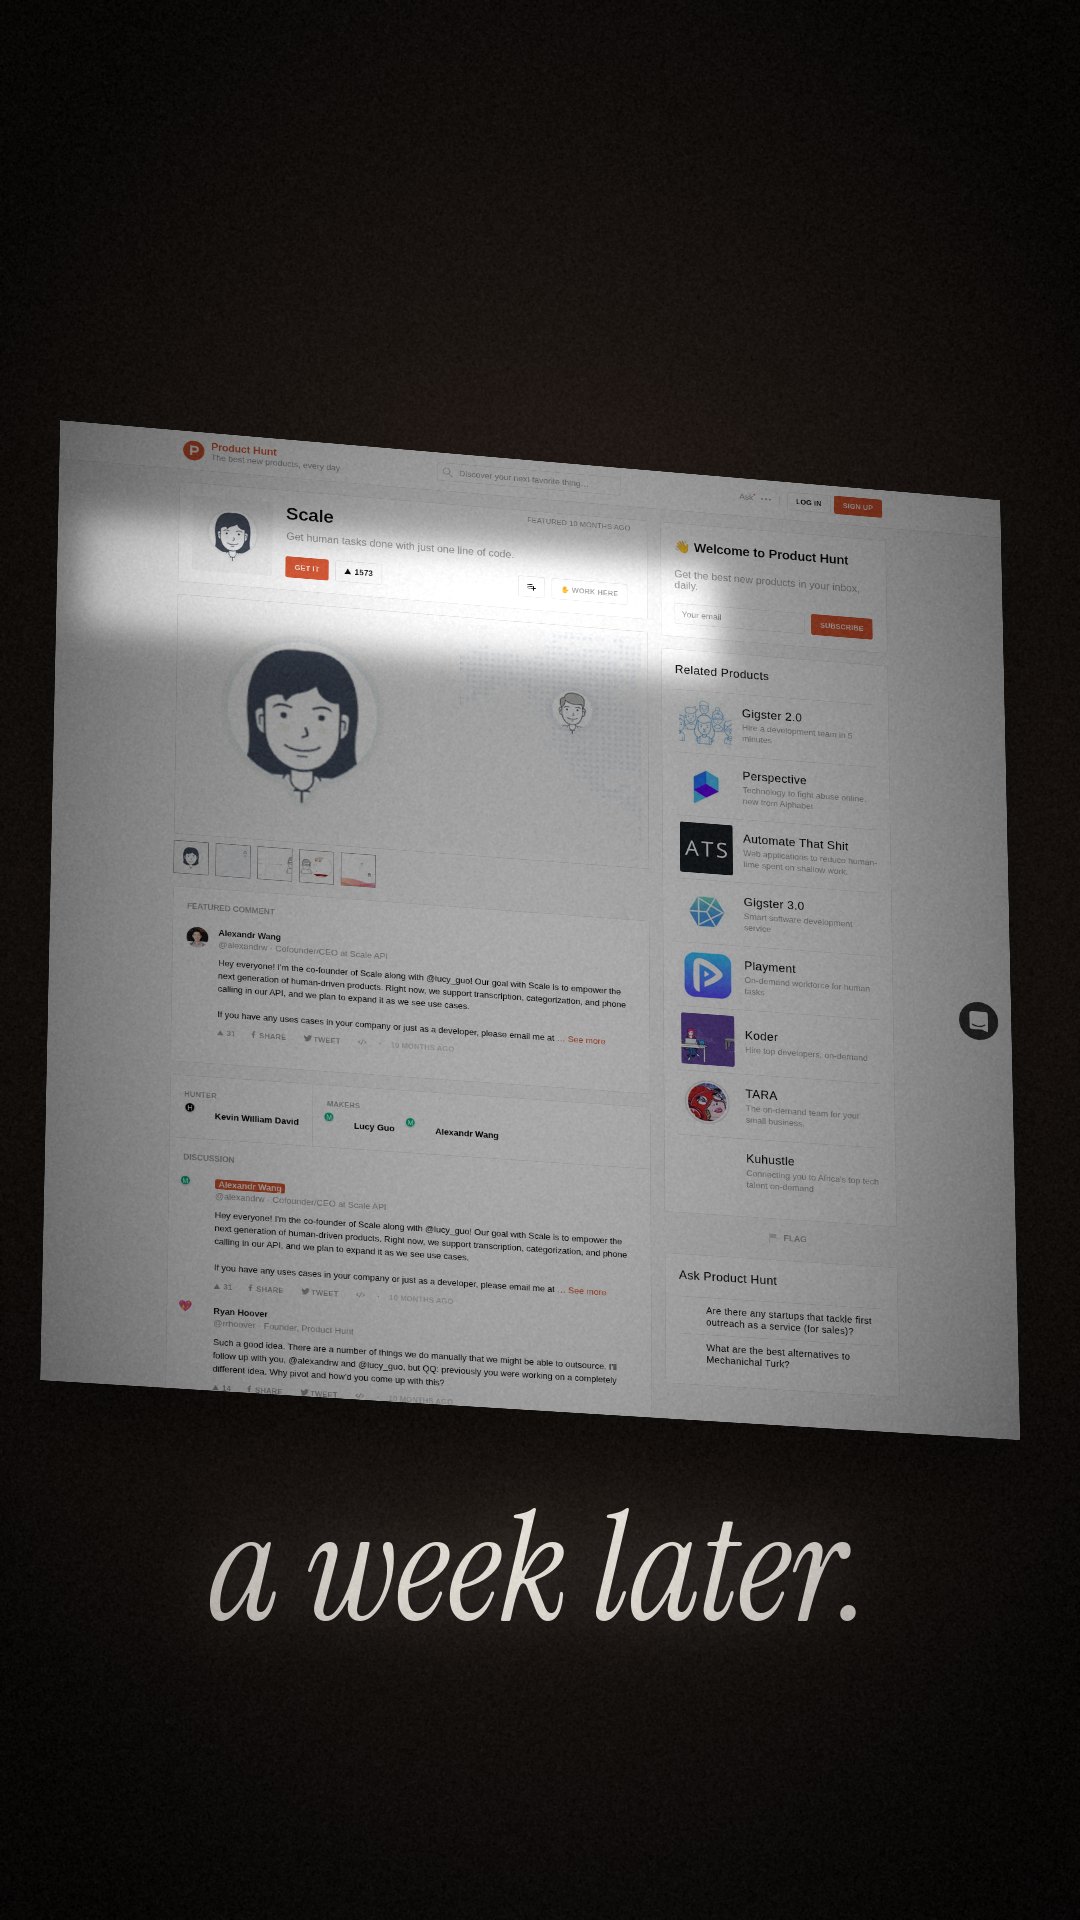 Product Hunt
The best new products, every day
Discover your next favorite thing...
Ask
LOG IN
SIGN UP
Scale
FEATURED 10 MONTHS AGO
Get human tasks done with just one line of code.
GET IT
1573
WORK HERE
👋 Welcome to Product Hunt
Get the best new products in your inbox,
daily.
Your email
SUBSCRIBE
Related Products
Gigster 2.0
Hire a development team in 5
minutes
Perspective
Technology to fight abuse online,
new from Alphabet
ATS
Automate That Shit
Web applications to reduce human-
time spent on shallow work.
Gigster 3.0
Smart software development
service
Playment
On-demand workforce for human
tasks
Koder
Hire top developers, on-demand
TARA
The on-demand team for your
small business.
Kuhustle
Connecting you to Africa's top tech
talent on-demand
FLAG
Ask Product Hunt
Are there any startups that tackle first
outreach as a service (for sales)?
What are the best alternatives to
Mechanichal Turk?
FEATURED COMMENT
Alexandr Wang
@alexandrw · Cofounder/CEO at Scale API
Hey everyone! I'm the co-founder of Scale along with @lucy_guo! Our goal with Scale is to empower the
next generation of human-driven products. Right now, we support transcription, categorization, and phone
calling in our API, and we plan to expand it as we see use cases.
If you have any uses cases in your company or just as a developer, please email me at ... See more
31 SHARE TWEET </> · 10 MONTHS AGO
HUNTER
H
Kevin William David
MAKERS
M
Lucy Guo
M
Alexandr Wang
DISCUSSION
M
Alexandr Wang
@alexandrw · Cofounder/CEO at Scale API
Hey everyone! I'm the co-founder of Scale along with @lucy_guo! Our goal with Scale is to empower the
next generation of human-driven products. Right now, we support transcription, categorization, and phone
calling in our API, and we plan to expand it as we see use cases.
If you have any uses cases in your company or just as a developer, please email me at ... See more
31 SHARE TWEET </> · 10 MONTHS AGO
Ryan Hoover
@rrhoover · Founder, Product Hunt
Such a good idea. There are a number of things we do manually that we might be able to outsource. I'll
follow up with you, @alexandrw and @lucy_guo, but QQ: previously you were working on a completely
different idea. Why pivot and how'd you come up with this?
14 SHARE TWEET </> · 10 MONTHS AGO
a week later.